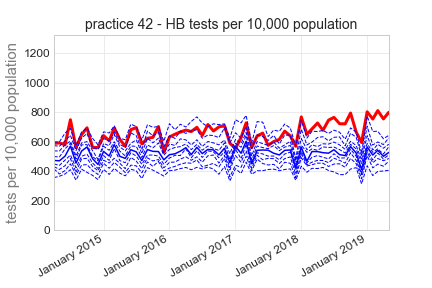 practice 42 - HB tests per 10,000 population
tests per 10,000 population
1200
1000
800
600
400
200
0
January 2015
January 2016
January 2017
January 2018
January 2019